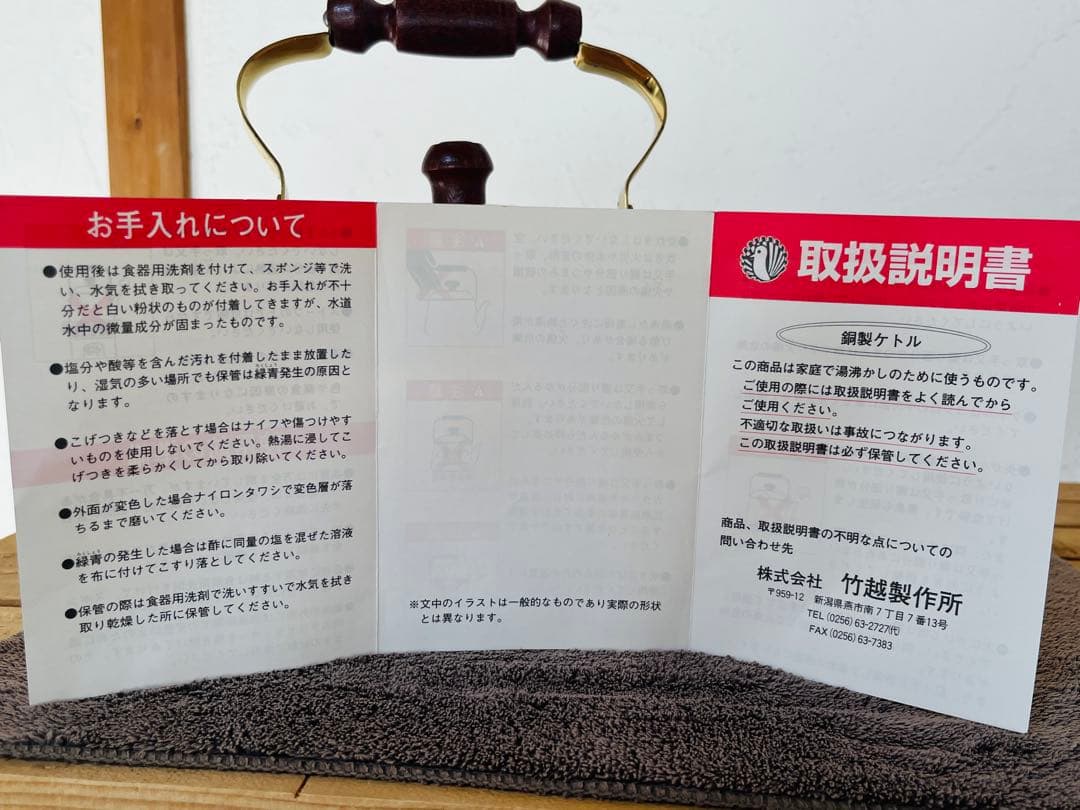 お手入れについて
●使用後は食器用洗剤を付けて、スポンジ等で洗
い、水気を拭き取ってください。お手入れが不十
分だと白い粉状のものが付着してきますが、水道
水中の微量成分が固まったものです。
●塩分や酸等を含んだ汚れを付着したまま放置した
り、湿気の多い場所でも保管は緑青発生の原因と
なります。
●こげつきなどを落とす場合はナイフや傷つけやす
いものを使用しないでください。熱湯に浸してこ
げつきを柔らかくしてから取り除いてください。
●外面が変色した場合ナイロンタワシで変色層が落
ちるまで磨いてください。
●緑青の発生した場合は酢に同量の塩を混ぜた溶液
を布に付けてこすり落としてください。
●保管の際は食器用洗剤で洗いすすいで水気を拭き
取り乾燥した所に保管してください。
※文中のイラストは一般的なものであり実際の形状
とは異なります。
取扱説明書
銅製ケトル
この商品は家庭で湯沸かしのために使うものです。
ご使用の際には取扱説明書をよく読んでから
ご使用ください。
不適切な取扱いは事故につながります。
この取扱説明書は必ず保管してください。
商品、取扱説明書の不明な点についての
問い合わせ先
株式会社 竹越製作所
〒959-12 新潟県燕市南7丁目7番13号
TEL (0256) 63-2727㈹
FAX (0256) 63-7383